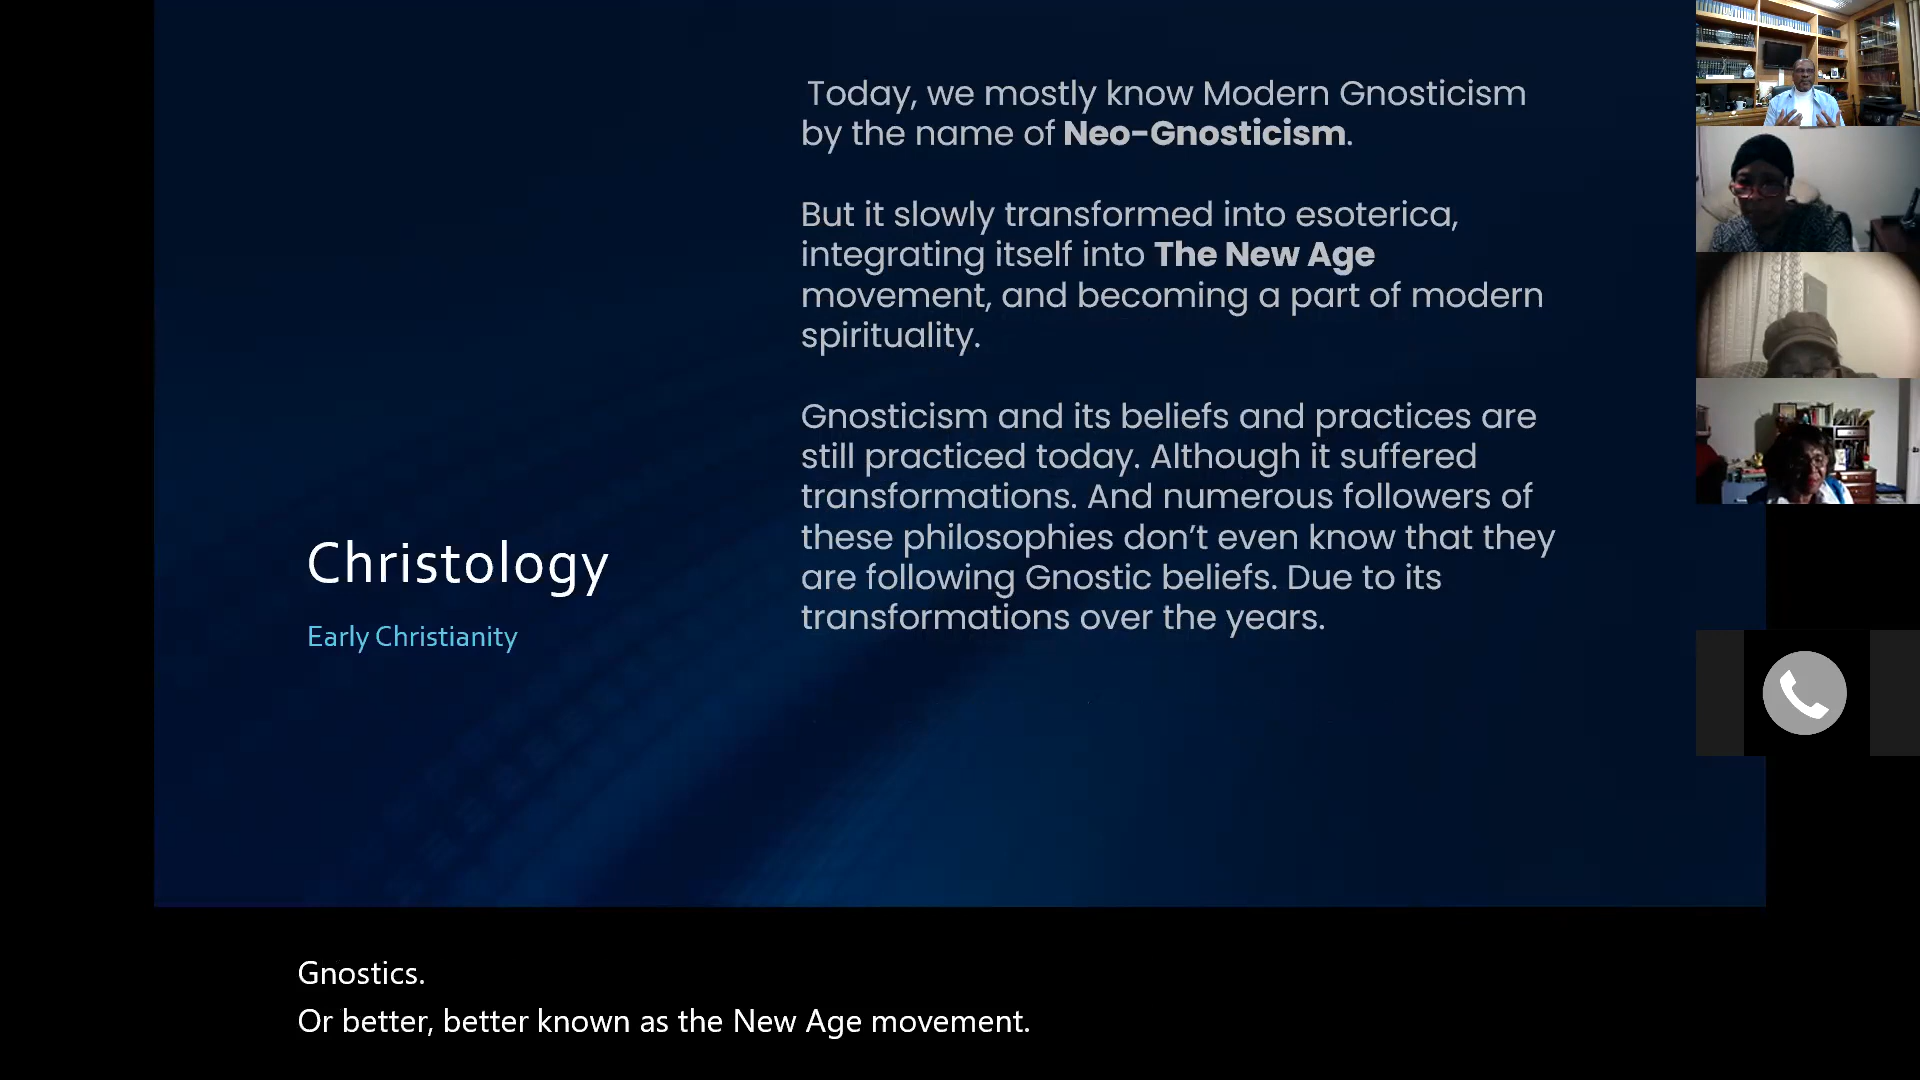 Today, we mostly know Modern Gnosticism
by the name of Neo-Gnosticism.
But it slowly transformed into esoterica,
integrating itself into The New Age
movement, and becoming a part of modern
spirituality.
Gnosticism and its beliefs and practices are
still practiced today. Although it suffered
transformations. And numerous followers of
these philosophies don’t even know that they
are following Gnostic beliefs. Due to its
transformations over the years.
Christology
Early Christianity
Gnostics.
Or better, better known as the New Age movement.